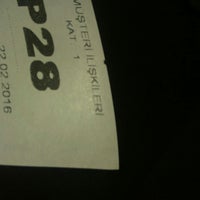 MÜŞTERİ İLİŞKİLERİ
KAT : 1
P28
22.02.2016